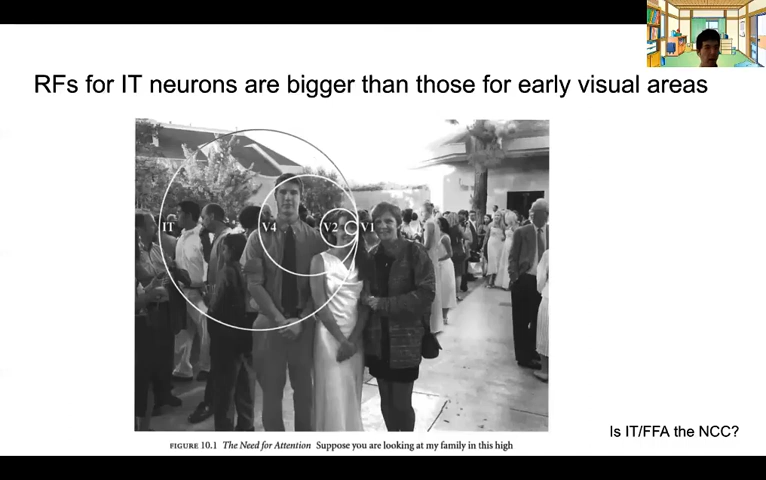 RFs for IT neurons are bigger than those for early visual areas
IT V4 V2 V1
FIGURE 10.1 The Need for Attention Suppose you are looking at my family in this high
Is IT/FFA the NCC?